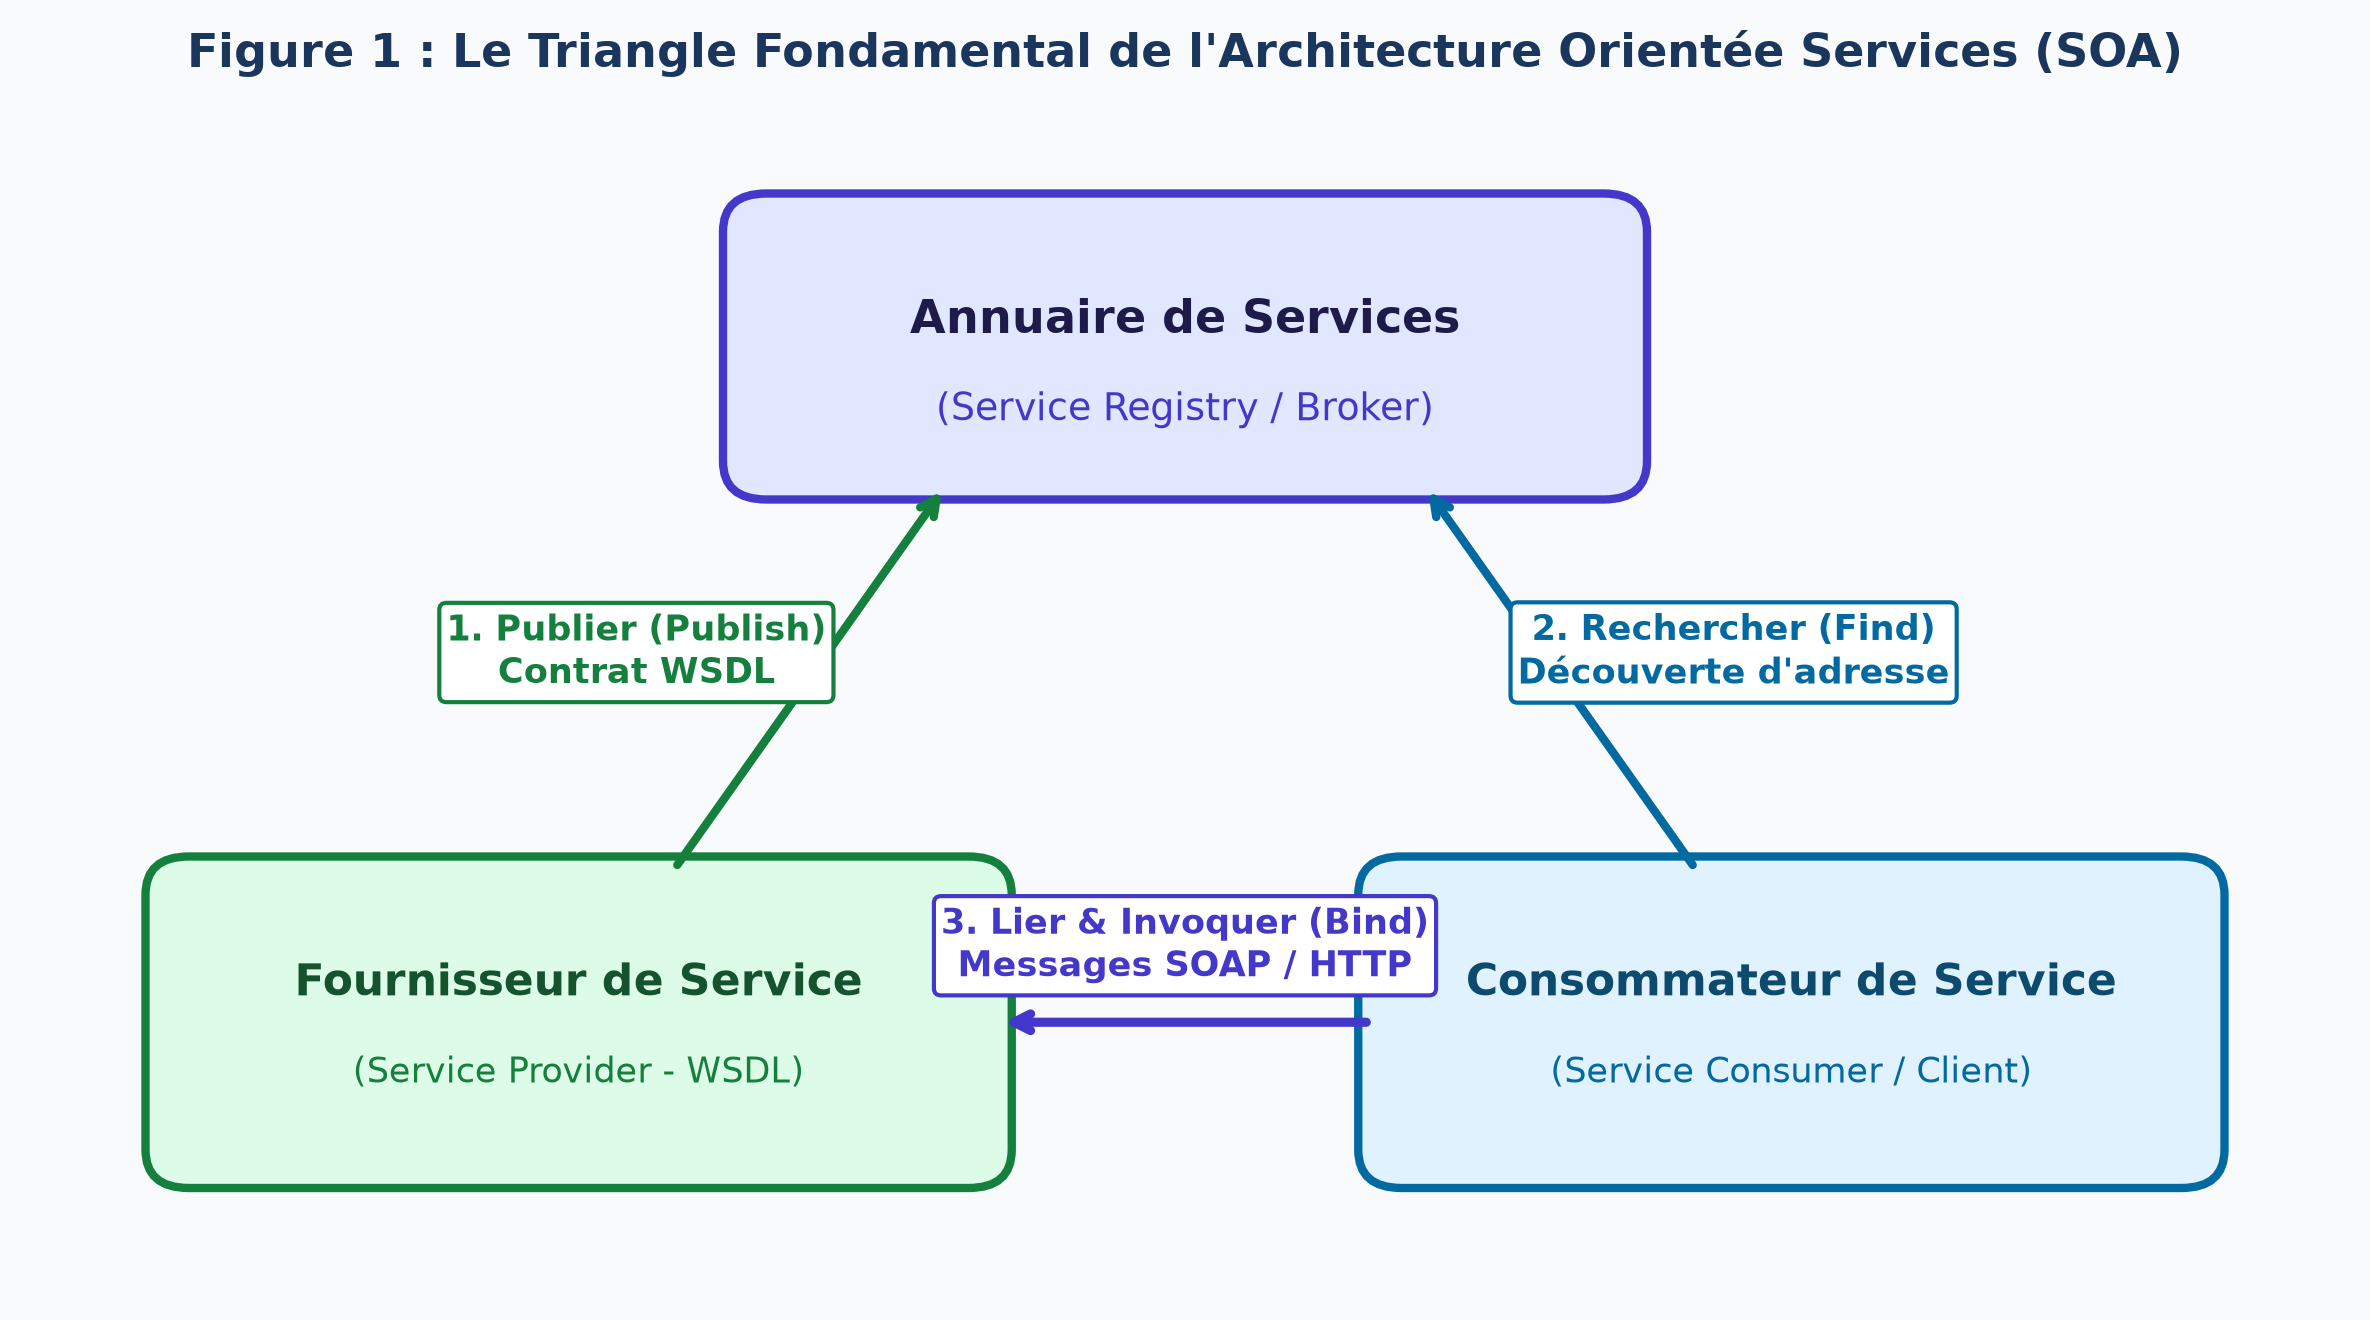 Figure 1 : Le Triangle Fondamental de l'Architecture Orientée Services (SOA)
Annuaire de Services
(Service Registry / Broker)
1. Publier (Publish)
Contrat WSDL
2. Rechercher (Find)
Découverte d'adresse
3. Lier & Invoquer (Bind)
Messages SOAP / HTTP
Fournisseur de Service
(Service Provider - WSDL)
Consommateur de Service
(Service Consumer / Client)